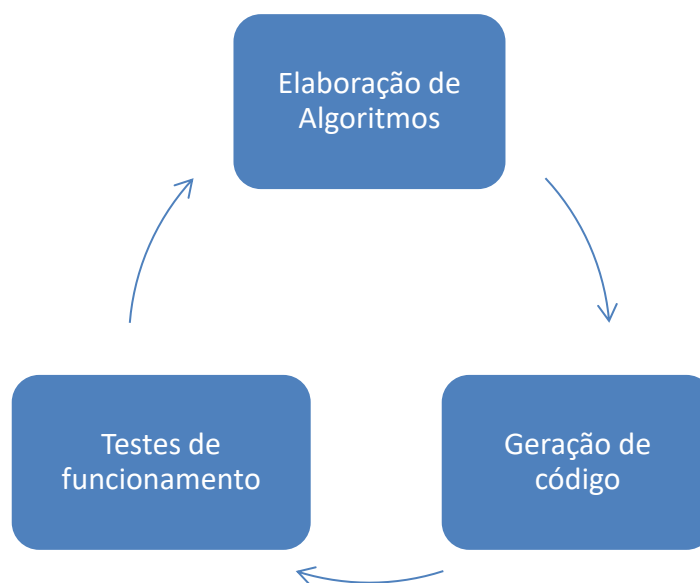 Elaboração de
Algoritmos
Testes de
funcionamento
Geração de
código